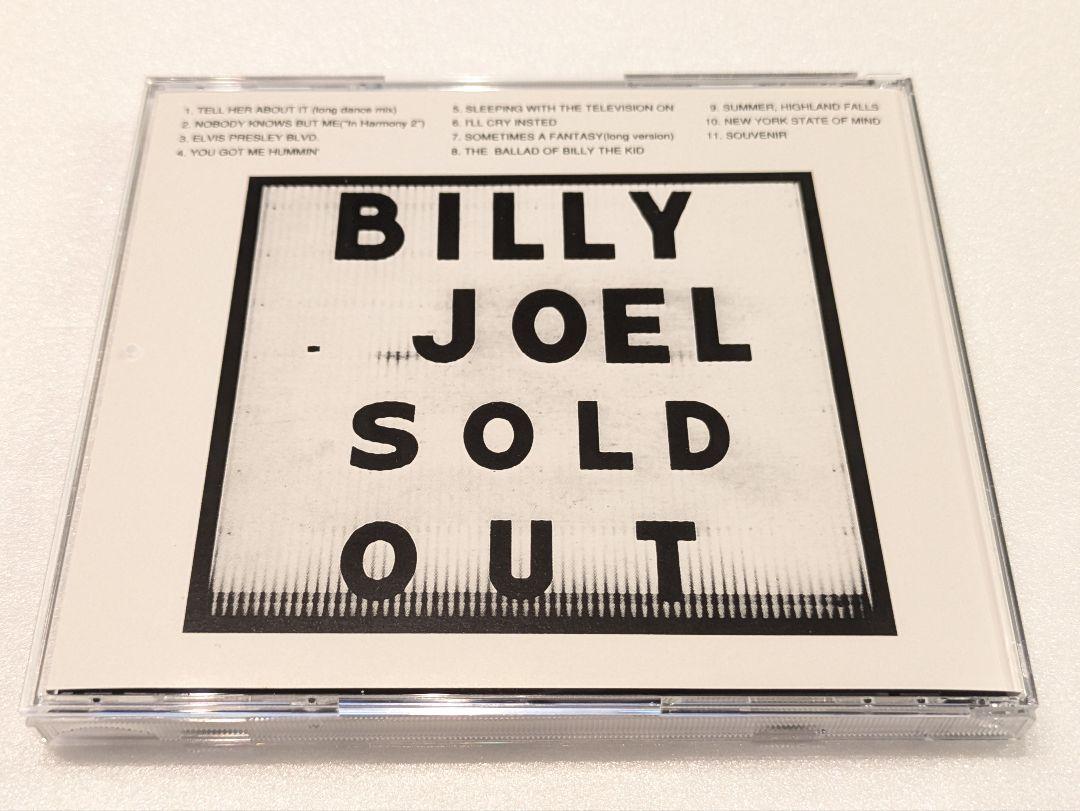 1. TELL HER ABOUT IT (long dance mix)
2. NOBODY KNOWS BUT ME("In Harmony 2")
3. ELVIS PRESLEY BLVD.
4. YOU GOT ME HUMMIN'
5. SLEEPING WITH THE TELEVISION ON
6. I'LL CRY INSTED
7. SOMETIMES A FANTASY(long version)
8. THE BALLAD OF BILLY THE KID
9. SUMMER, HIGHLAND FALLS
10. NEW YORK STATE OF MIND
11. SOUVENIR
BILLY
JOEL
SOLD
OUT